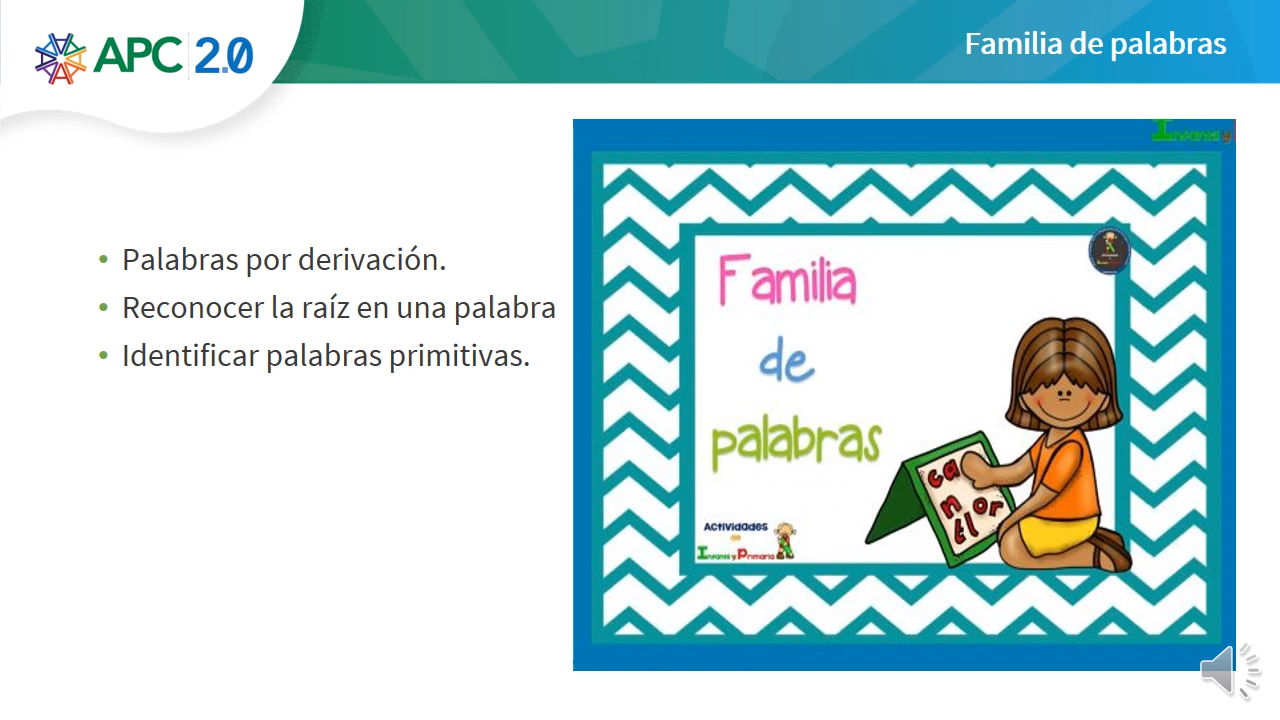 APC 2.0
Familia de palabras
• Palabras por derivación.
• Reconocer la raíz en una palabra
• Identificar palabras primitivas.
Familia
de
palabras
Actividades
de
Infantil y Primaria
ca
n or
tl